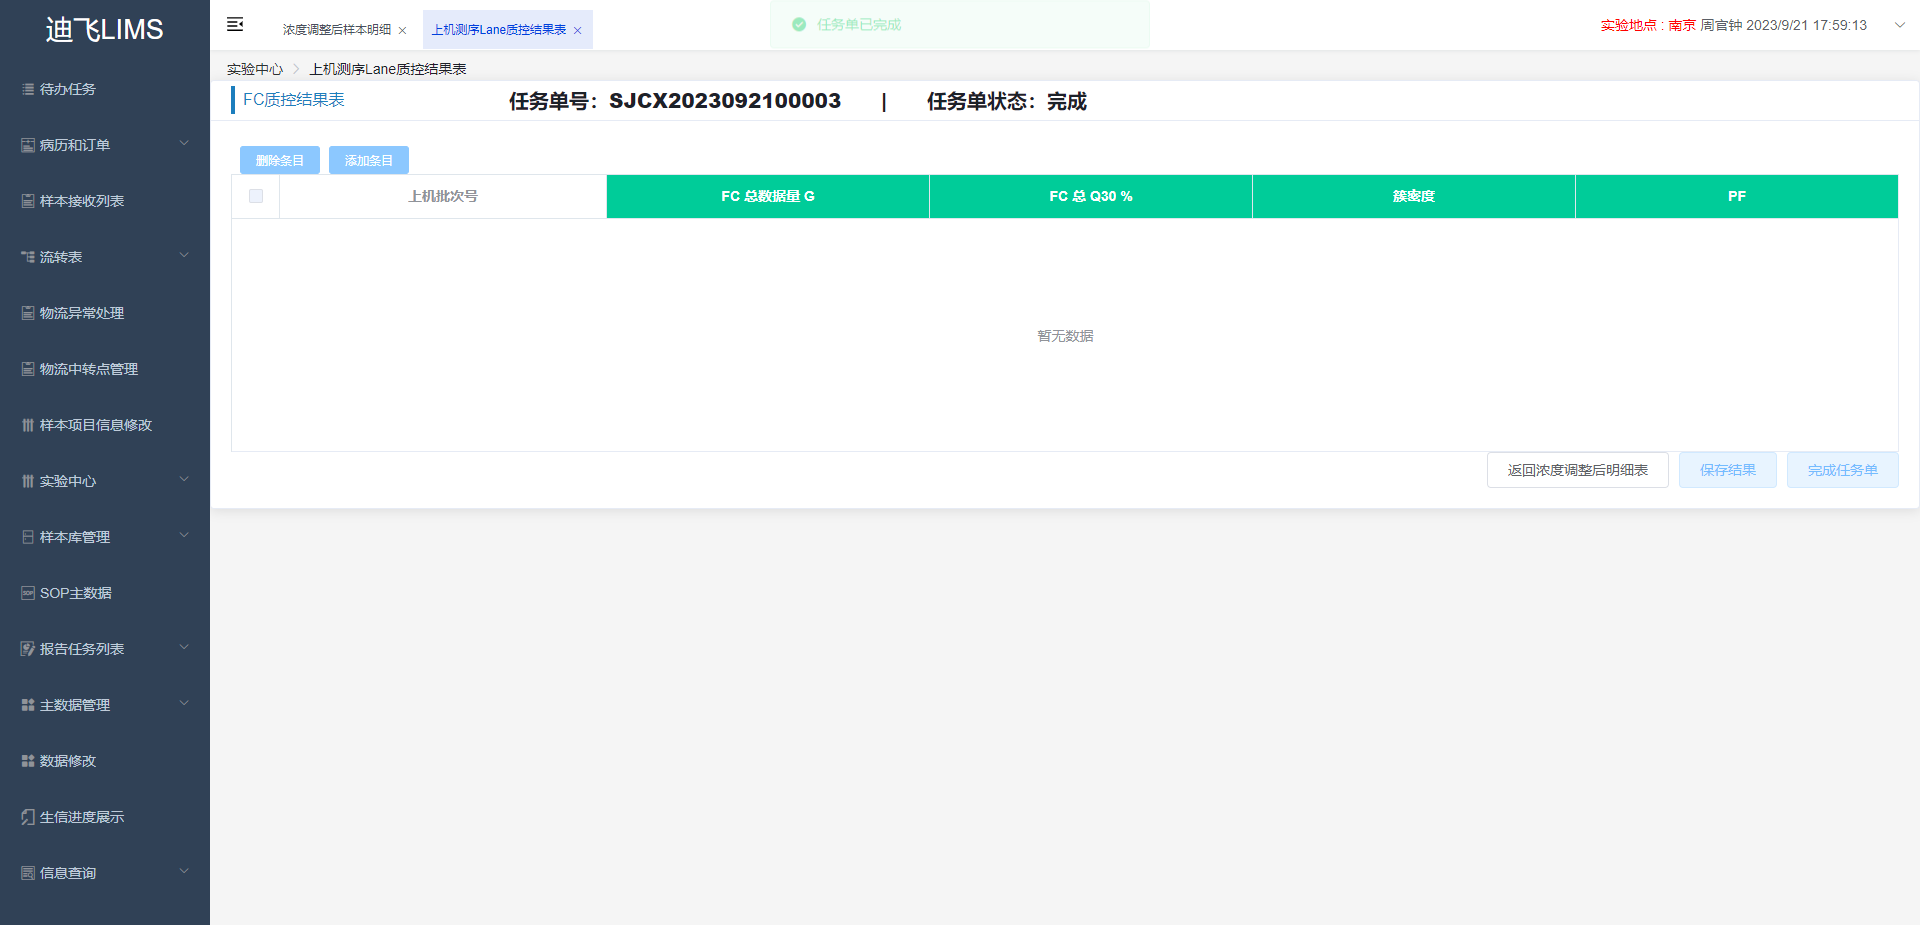 迪飞LIMS
待办任务
病历和订单
样本接收列表
流转表
物流异常处理
物流中转点管理
样本项目信息修改
实验中心
样本库管理
SOP主数据
报告任务列表
主数据管理
数据修改
生信进度展示
信息查询
浓度调整后样本明细
上机测序Lane质控结果表
任务单已完成
实验地点 : 南京 周官钟 2023/9/21 17:59:13
实验中心 > 上机测序Lane质控结果表
FC质控结果表 任务单号：SJCX2023092100003 | 任务单状态：完成
删除条目 添加条目
上机批次号 FC 总数据量 G FC 总 Q30 % 簇密度 PF
暂无数据
返回浓度调整后明细表 保存结果 完成任务单